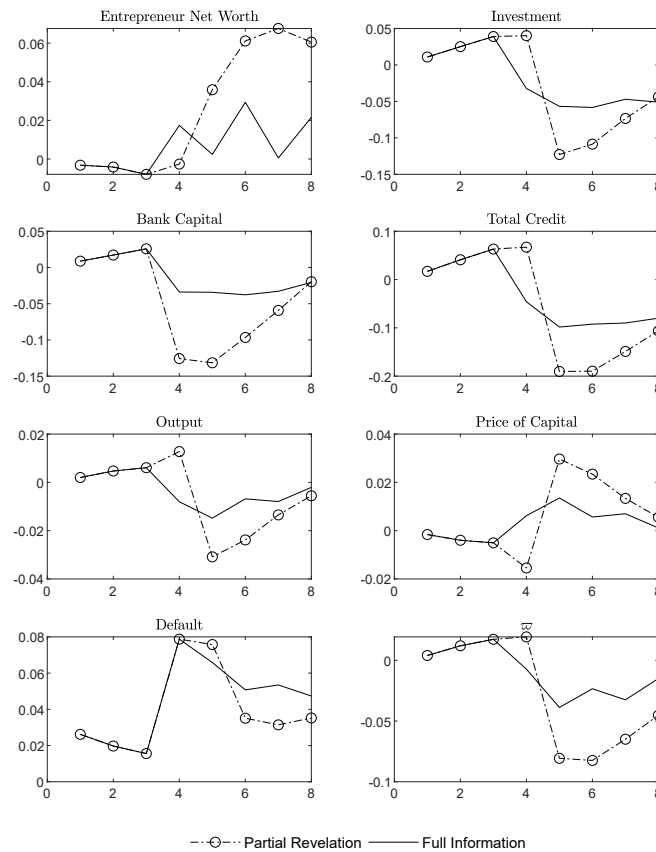 Entrepreneur Net Worth
0.06
0.04
0.02
0
0 2 4 6 8
Investment
0.05
0
-0.05
-0.1
-0.15
0 2 4 6 8
Bank Capital
0.05
0
-0.05
-0.1
-0.15
0 2 4 6 8
Total Credit
0.1
0
-0.1
-0.2
0 2 4 6 8
Output
0.02
0
-0.02
-0.04
0 2 4 6 8
Price of Capital
0.04
0.02
0
-0.02
0 2 4 6 8
Default
0.08
0.06
0.04
0.02
0
0 2 4 6 8
0
-0.05
-0.1
0 2 4 6 8
Partial Revelation Full Information